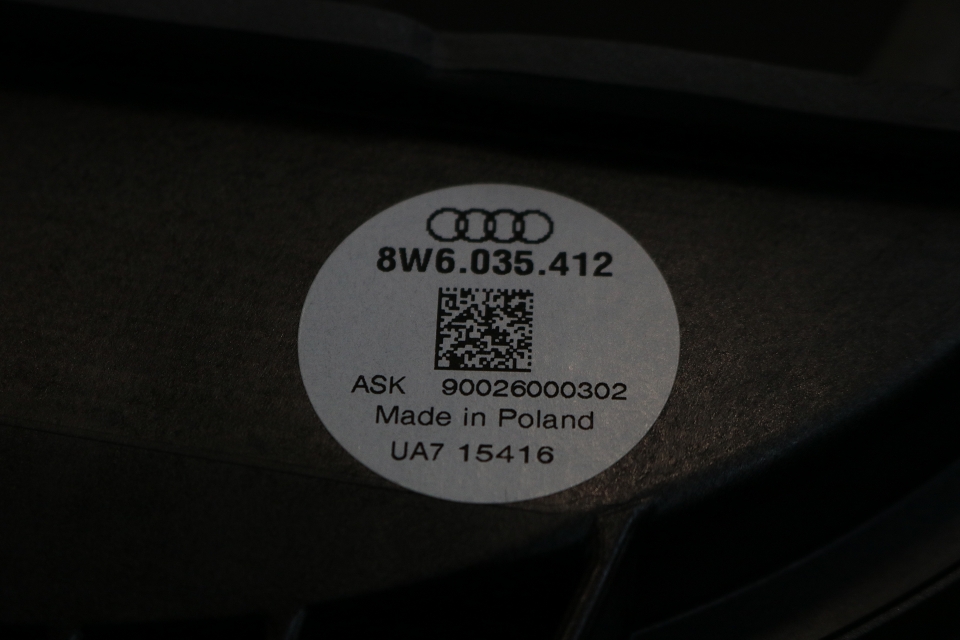 8W6.035.412
ASK 90026000302
Made in Poland
UA7 15416